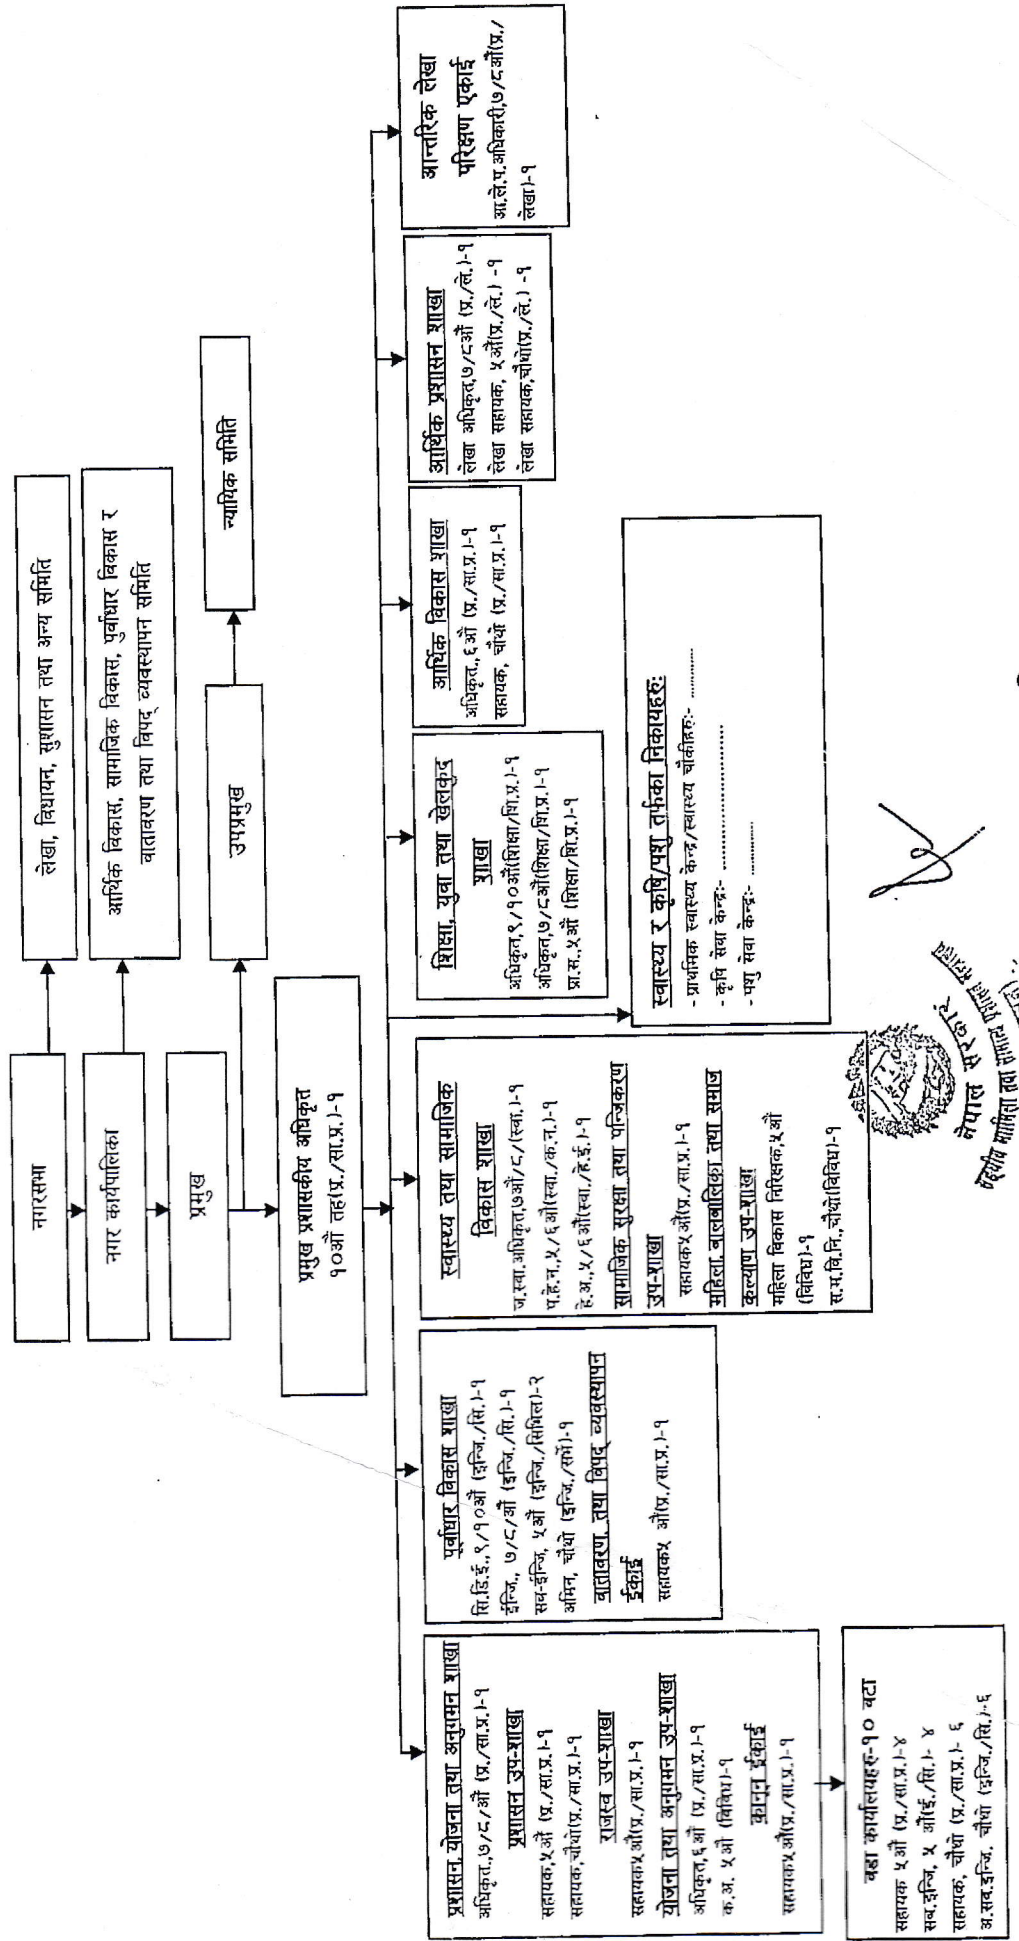 नगरसभा
लेखा, विधायन, सुशासन तथा अन्य समिति
नगर कार्यपालिका
आर्थिक विकास, सामाजिक विकास, पुर्वाधार विकास र
वातावरण तथा विपद् व्यवस्थापन समिति
प्रमुख
उपप्रमुख
न्यायिक समिति
प्रमुख प्रशासकीय अधिकृत
१०औं तह(प्र./सा.प्र.)-१
प्रशासन, योजना तथा अनुगमन शाखा
अधिकृत.,७/८/औं (प्र./सा.प्र.)-१
प्रशासन उप-शाखा
सहायक,५औं (प्र./सा.प्र.)-१
सहायक,चौथो(प्र./सा.प्र.)-१
राजस्व उप-शाखा
सहायक५औं(प्र./सा.प्र.)-१
योजना तथा अनुगमन उप-शाखा
अधिकृत,६औं (प्र./सा.प्र.)-१
क.अ. ५औं (विविध)-१
कानून ईकाई
सहायक५औं(प्र./सा.प्र.)-१
वडा कार्यालयहरु-१० वटा
सहायक ५औं (प्र./सा.प्र.)-४
सव.इन्जि, ५ औं(ई./सि.)- ४
सहायक, चौथो (प्र./सा.प्र.)- ६
अ.सव.इन्जि. चौथो (इन्जि./सि.)-६
पूर्वाधार विकास शाखा
सि.डि.ई.,९/१०औं (इन्जि./सि.)-१
ईन्जि., ७/८/औं (इन्जि./सि.)-१
सव-ईन्जि, ५औं (इन्जि./सिभिल)-२
अमिन, चौथो (इन्जि./सर्भे)-१
वातावरण तथा विपद् व्यवस्थापन
ईकाई
सहायक५ औं(प्र./सा.प्र.)-१
स्वास्थ्य तथा सामाजिक
विकास शाखा
ज.स्वा.अधिकृत,७औं/८/(स्वा.)-१
प.हे.न.,५/६औं(स्वा./क.न.)-१
हे.अ.,५/६औं(स्वा./हे.ई.)-१
सामाजिक सुरक्षा तथा पन्जिकरण
उप-शाखा
सहायक५औं(प्र./सा.प्र.)-१
महिला, बालबालिका तथा समाज
कल्याण उप-शाखा
महिला विकास निरिक्षक,५औं
(विविध)-१
स.म.वि.नि.,चौथो(विविध)-१
शिक्षा, युवा तथा खेलकुद
शाखा
अधिकृत,९/१०औं(शिक्षा/शि.प्र.)-१
अधिकृत,७/८औं(शिक्षा/शि.प्र.)-१
प्रा.स.,५औं (शिक्षा/शि.प्र.)-१
स्वास्थ्य र कृषि/पशु तर्फका निकायहरु:
- प्राथमिक स्वास्थ्य केन्द्र/स्वास्थ्य चौकीहरु:- ............
- कृषि सेवा केन्द्र:- ........................
- पशु सेवा केन्द्र:- ..............
आर्थिक विकास शाखा
अधिकृत.,६औं (प्र./सा.प्र.)-१
सहायक, चौथो (प्र./सा.प्र.)-१
आर्थिक प्रशासन शाखा
लेखा अधिकृत,७/८औं (प्र./ले.)-१
लेखा सहायक, ५औं(प्र./ले.) -१
लेखा सहायक,चौथो(प्र./ले.) -१
आन्तरिक लेखा
परिक्षण एकाई
आ.ले.प.अधिकारी,७/८औं(प्र./
लेखा)-१
नेपाल सरकार